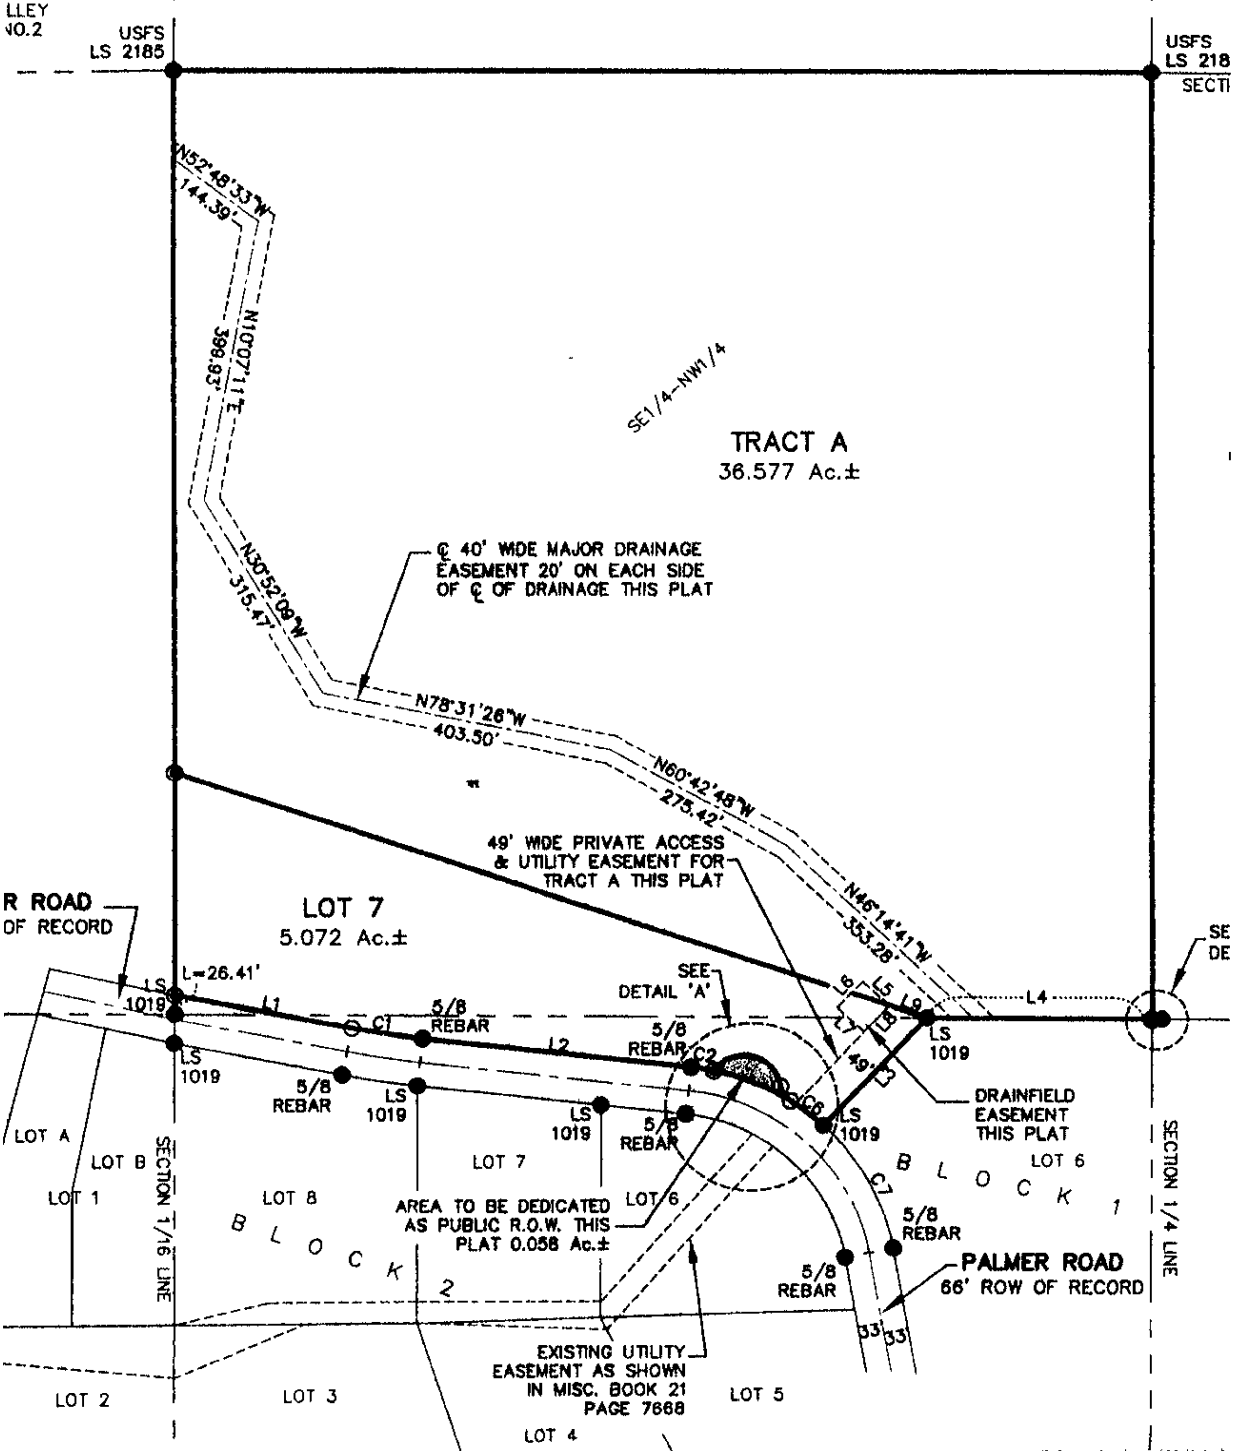 LLEY
NO.2
USFS
LS 2185
USFS
LS 218
SECTI
N52°48'33"W
144.39'
N10°07'11"E
399.93'
SE1/4-NW1/4
TRACT A
36.577 Ac.±
℄ 40' WIDE MAJOR DRAINAGE
EASEMENT 20' ON EACH SIDE
OF ℄ OF DRAINAGE THIS PLAT
N30°52'09"W
315.47'
N78°31'26"W
403.50'
N60°42'48"W
275.42'
49' WIDE PRIVATE ACCESS
& UTILITY EASEMENT FOR
TRACT A THIS PLAT
N46°14'41"W
353.28'
R ROAD
OF RECORD
LOT 7
5.072 Ac.±
SE
DE
LS
1019
L=26.41'
L1
C1
5/8
REBAR
L2
SEE
DETAIL 'A'
5/8
REBAR
C2
L6
L5
L9
L7
L8
L4
LS
1019
49'
L3
C6
LS
1019
LS
1019
5/8
REBAR
LS
1019
LS
1019
5/8
REBAR
DRAINFIELD
EASEMENT
THIS PLAT
LOT A
LOT B
LOT 1
SECTION 1/16 LINE
LOT 8
LOT 7
LOT 6
BLOCK 2
AREA TO BE DEDICATED
AS PUBLIC R.O.W. THIS
PLAT 0.058 Ac.±
C7
BLOCK 1
LOT 6
SECTION 1/4 LINE
5/8
REBAR
5/8
REBAR
PALMER ROAD
66' ROW OF RECORD
33'
33'
EXISTING UTILITY
EASEMENT AS SHOWN
IN MISC. BOOK 21
PAGE 7668
LOT 2
LOT 3
LOT 4
LOT 5